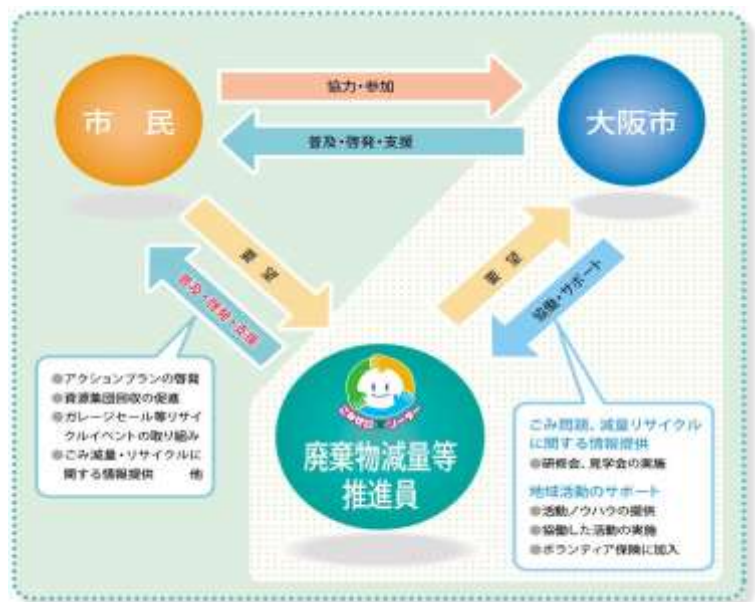 市 民
協力・参加
大阪市
普及・啓発・支援
要 望
普及・啓発・支援
要 望
協働・サポート
●アクションプランの啓発
●資源集団回収の促進
●ガレージセール等リサイ
クルイベントの取り組み
●ごみ減量・リサイクルに
関する情報提供 他
廃棄物減量等
推進員
ごみ問題、減量リサイクル
に関する情報提供
●研修会、見学会の実施
地域活動のサポート
●活動ノウハウの提供
●協働した活動の実施
●ボランティア保険に加入